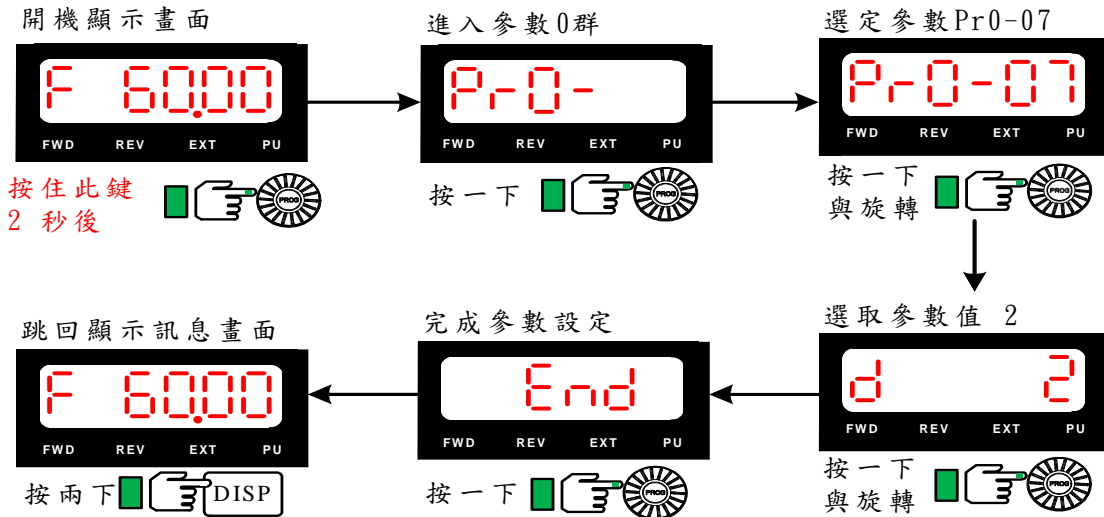 開機顯示畫面
F 60.00
FWD REV EXT PU
按住此鍵
2 秒後
PROG
進入參數0群
Pr0-
FWD REV EXT PU
按一下
PROG
選定參數Pr0-07
Pr0-07
FWD REV EXT PU
按一下
與旋轉
PROG
選取參數值 2
d 2
FWD REV EXT PU
按一下
與旋轉
PROG
完成參數設定
End
FWD REV EXT PU
按一下
PROG
跳回顯示訊息畫面
F 60.00
FWD REV EXT PU
按兩下
DISP